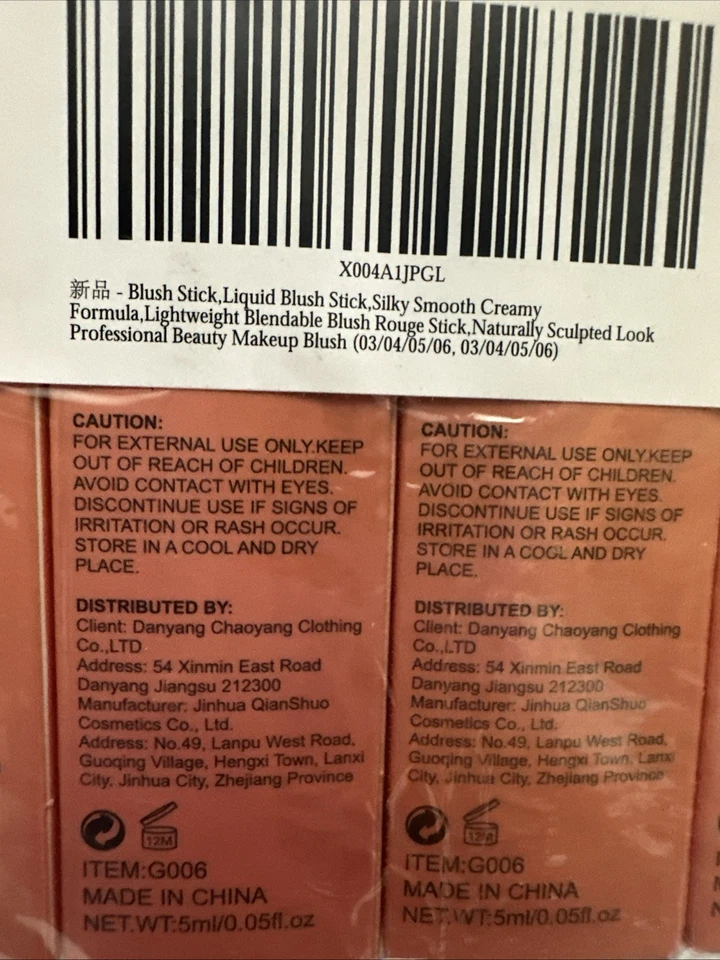 X004A1JPGL
新品 - Blush Stick,Liquid Blush Stick,Silky Smooth Creamy
Formula,Lightweight Blendable Blush Rouge Stick,Naturally Sculpted Look
Professional Beauty Makeup Blush (03/04/05/06, 03/04/05/06)
CAUTION:
FOR EXTERNAL USE ONLY.KEEP
OUT OF REACH OF CHILDREN.
AVOID CONTACT WITH EYES.
DISCONTINUE USE IF SIGNS OF
IRRITATION OR RASH OCCUR.
STORE IN A COOL AND DRY
PLACE.
DISTRIBUTED BY:
Client: Danyang Chaoyang Clothing
Co.,LTD
Address: 54 Xinmin East Road
Danyang Jiangsu 212300
Manufacturer: Jinhua QianShuo
Cosmetics Co., Ltd.
Address: No.49, Lanpu West Road,
Guoqing Village, Hengxi Town, Lanxi
City, Jinhua City, Zhejiang Province
12M
ITEM:G006
MADE IN CHINA
NET.WT:5ml/0.05fl.oz
CAUTION:
FOR EXTERNAL USE ONLY.KEEP
OUT OF REACH OF CHILDREN.
AVOID CONTACT WITH EYES.
DISCONTINUE USE IF SIGNS OF
IRRITATION OR RASH OCCUR.
STORE IN A COOL AND DRY
PLACE.
DISTRIBUTED BY:
Client: Danyang Chaoyang Clothing
Co.,LTD
Address: 54 Xinmin East Road
Danyang Jiangsu 212300
Manufacturer: Jinhua QianShuo
Cosmetics Co., Ltd.
Address: No.49, Lanpu West Road,
Guoqing Village, Hengxi Town, Lanxi
City, Jinhua City, Zhejiang Province
12M
ITEM:G006
MADE IN CHINA
NET.WT:5ml/0.05fl.oz